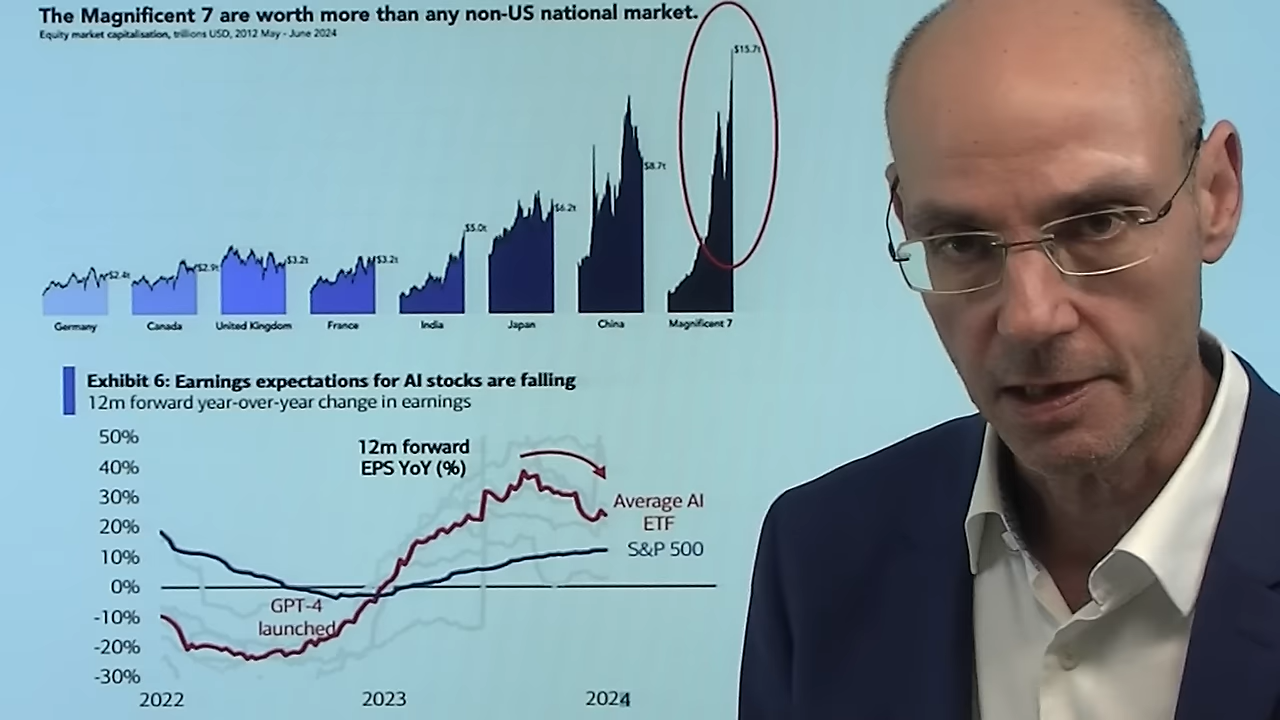 The Magnificent 7 are worth more than any non-US national market.
Equity market capitalisation, trillions USD, 2012 May - June 2024
$15.7t
$8.7t
$6.2t
$5.0t
$3.2t
$3.2t
$2.9t
$2.4t
Germany
Canada
United Kingdom
France
India
Japan
China
Magnificent 7
Exhibit 6: Earnings expectations for AI stocks are falling
12m forward year-over-year change in earnings
50%
40%
30%
20%
10%
0%
-10%
-20%
-30%
12m forward
EPS YoY (%)
Average AI
ETF
S&P 500
GPT-4
launched
2022
2023
2024